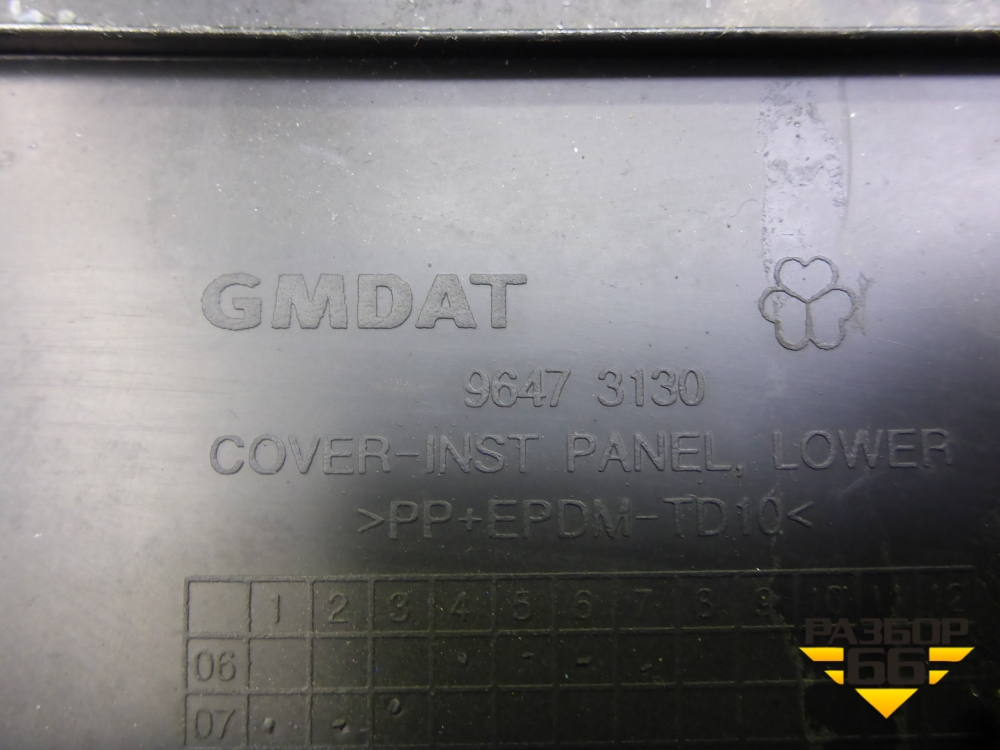 GMDAT
9647 3130
COVER-INST PANEL, LOWER
>PP+EPDM-TD10<
1 2 3 4 5 6 7 8 9 10 11 12
06
07
РАЗБОР
66